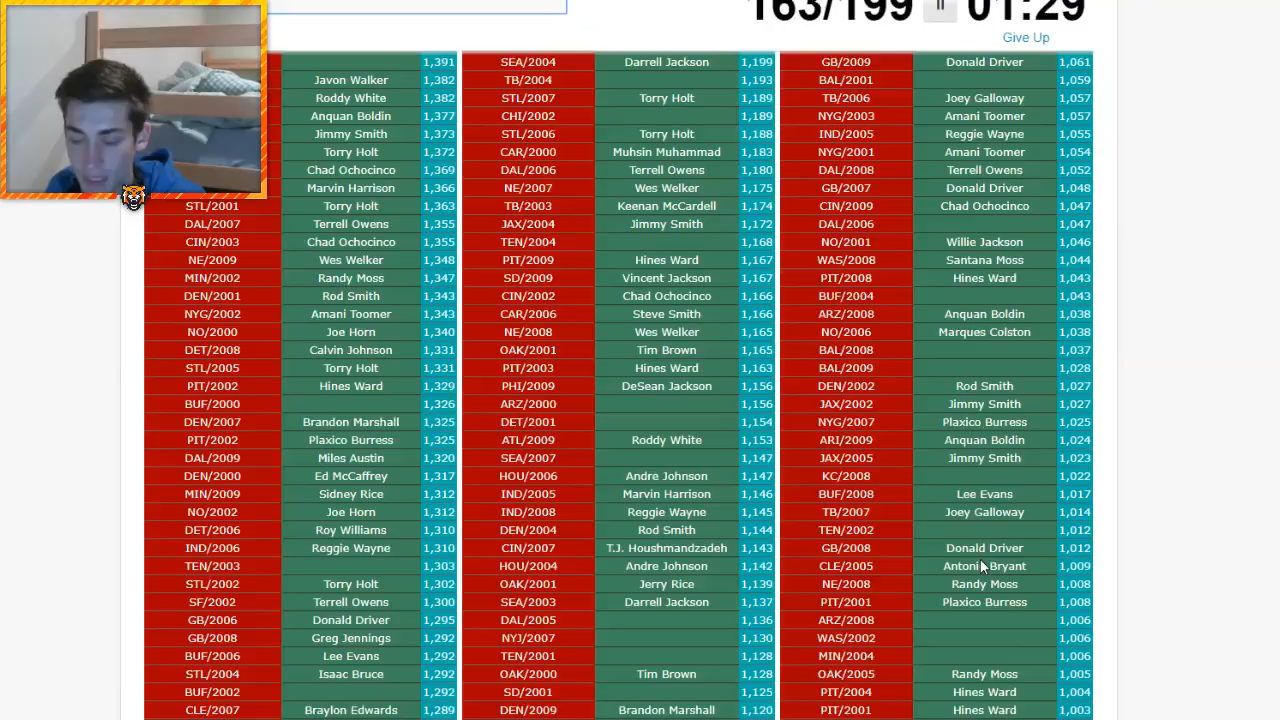 163/199 01:29
Give Up
1,391 SEA/2004 Darrell Jackson 1,199 GB/2009 Donald Driver 1,061
Javon Walker 1,382 TB/2004 1,193 BAL/2001 1,059
Roddy White 1,382 STL/2007 Torry Holt 1,189 TB/2006 Joey Galloway 1,057
Anquan Boldin 1,377 CHI/2002 1,189 NYG/2003 Amani Toomer 1,057
Jimmy Smith 1,373 STL/2006 Torry Holt 1,188 IND/2005 Reggie Wayne 1,055
Torry Holt 1,372 CAR/2000 Muhsin Muhammad 1,183 NYG/2001 Amani Toomer 1,054
Chad Ochocinco 1,369 DAL/2006 Terrell Owens 1,180 DAL/2008 Terrell Owens 1,052
Marvin Harrison 1,366 NE/2007 Wes Welker 1,175 GB/2007 Donald Driver 1,048
STL/2001 Torry Holt 1,363 TB/2003 Keenan McCardell 1,174 CIN/2009 Chad Ochocinco 1,047
DAL/2007 Terrell Owens 1,355 JAX/2004 Jimmy Smith 1,172 DAL/2006 1,047
CIN/2003 Chad Ochocinco 1,355 TEN/2004 1,168 NO/2001 Willie Jackson 1,046
NE/2009 Wes Welker 1,348 PIT/2009 Hines Ward 1,167 WAS/2008 Santana Moss 1,044
MIN/2002 Randy Moss 1,347 SD/2009 Vincent Jackson 1,167 PIT/2008 Hines Ward 1,043
DEN/2001 Rod Smith 1,343 CIN/2002 Chad Ochocinco 1,166 BUF/2004 1,043
NYG/2002 Amani Toomer 1,343 CAR/2006 Steve Smith 1,166 ARZ/2008 Anquan Boldin 1,038
NO/2000 Joe Horn 1,340 NE/2008 Wes Welker 1,165 NO/2006 Marques Colston 1,038
DET/2008 Calvin Johnson 1,331 OAK/2001 Tim Brown 1,165 BAL/2008 1,037
STL/2005 Torry Holt 1,331 PIT/2003 Hines Ward 1,163 BAL/2009 1,028
PIT/2002 Hines Ward 1,329 PHI/2009 DeSean Jackson 1,156 DEN/2002 Rod Smith 1,027
BUF/2000 1,326 ARZ/2000 1,156 JAX/2002 Jimmy Smith 1,027
DEN/2007 Brandon Marshall 1,325 DET/2001 1,154 NYG/2007 Plaxico Burress 1,025
PIT/2002 Plaxico Burress 1,325 ATL/2009 Roddy White 1,153 ARI/2009 Anquan Boldin 1,024
DAL/2009 Miles Austin 1,320 SEA/2007 1,147 JAX/2005 Jimmy Smith 1,023
DEN/2000 Ed McCaffrey 1,317 HOU/2006 Andre Johnson 1,147 KC/2008 1,022
MIN/2009 Sidney Rice 1,312 IND/2005 Marvin Harrison 1,146 BUF/2008 Lee Evans 1,017
NO/2002 Joe Horn 1,312 IND/2008 Reggie Wayne 1,145 TB/2007 Joey Galloway 1,014
DET/2006 Roy Williams 1,310 DEN/2004 Rod Smith 1,144 TEN/2002 1,012
IND/2006 Reggie Wayne 1,310 CIN/2007 T.J. Houshmandzadeh 1,143 GB/2008 Donald Driver 1,012
TEN/2003 1,303 HOU/2004 Andre Johnson 1,142 CLE/2005 Antonio Bryant 1,009
STL/2002 Torry Holt 1,302 OAK/2001 Jerry Rice 1,139 NE/2008 Randy Moss 1,008
SF/2002 Terrell Owens 1,300 SEA/2003 Darrell Jackson 1,137 PIT/2001 Plaxico Burress 1,008
GB/2006 Donald Driver 1,295 DAL/2005 1,136 ARZ/2008 1,006
GB/2008 Greg Jennings 1,292 NYJ/2007 1,130 WAS/2002 1,006
BUF/2006 Lee Evans 1,292 TEN/2001 1,128 MIN/2004 1,006
STL/2004 Isaac Bruce 1,292 OAK/2000 Tim Brown 1,128 OAK/2005 Randy Moss 1,005
BUF/2002 1,292 SD/2001 1,125 PIT/2004 Hines Ward 1,004
CLE/2007 Braylon Edwards 1,289 DEN/2009 Brandon Marshall 1,120 PIT/2001 Hines Ward 1,003